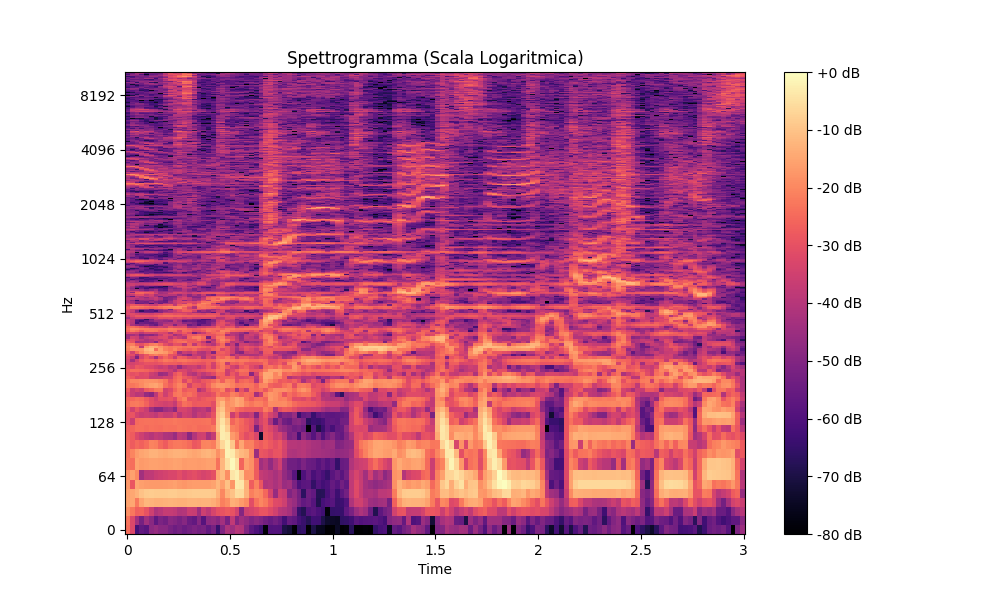 Spettrogramma (Scala Logaritmica)
8192
4096
2048
1024
512
256
128
64
0
Hz
0
0.5
1
1.5
2
2.5
3
Time
+0 dB
-10 dB
-20 dB
-30 dB
-40 dB
-50 dB
-60 dB
-70 dB
-80 dB